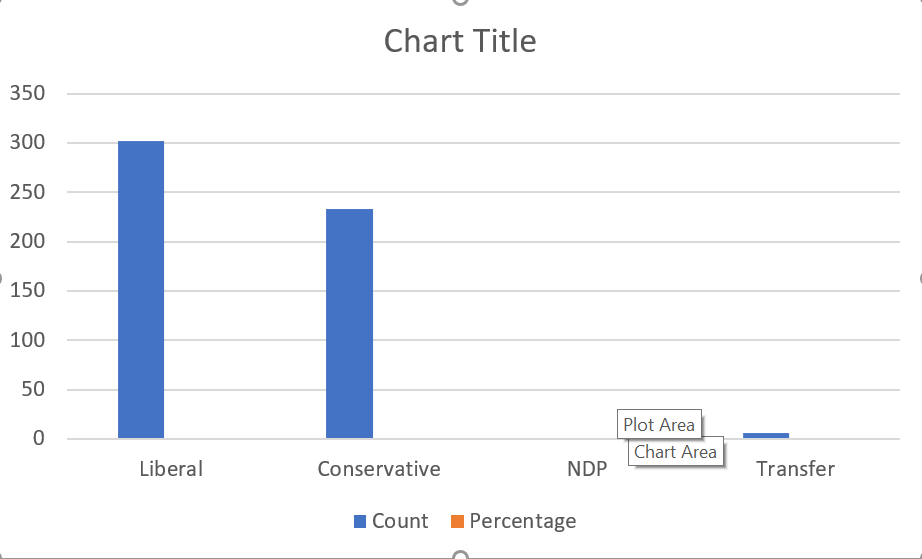 Chart Title
350
300
250
200
150
100
50
0
Plot Area
Chart Area
Liberal Conservative NDP Transfer
Count Percentage